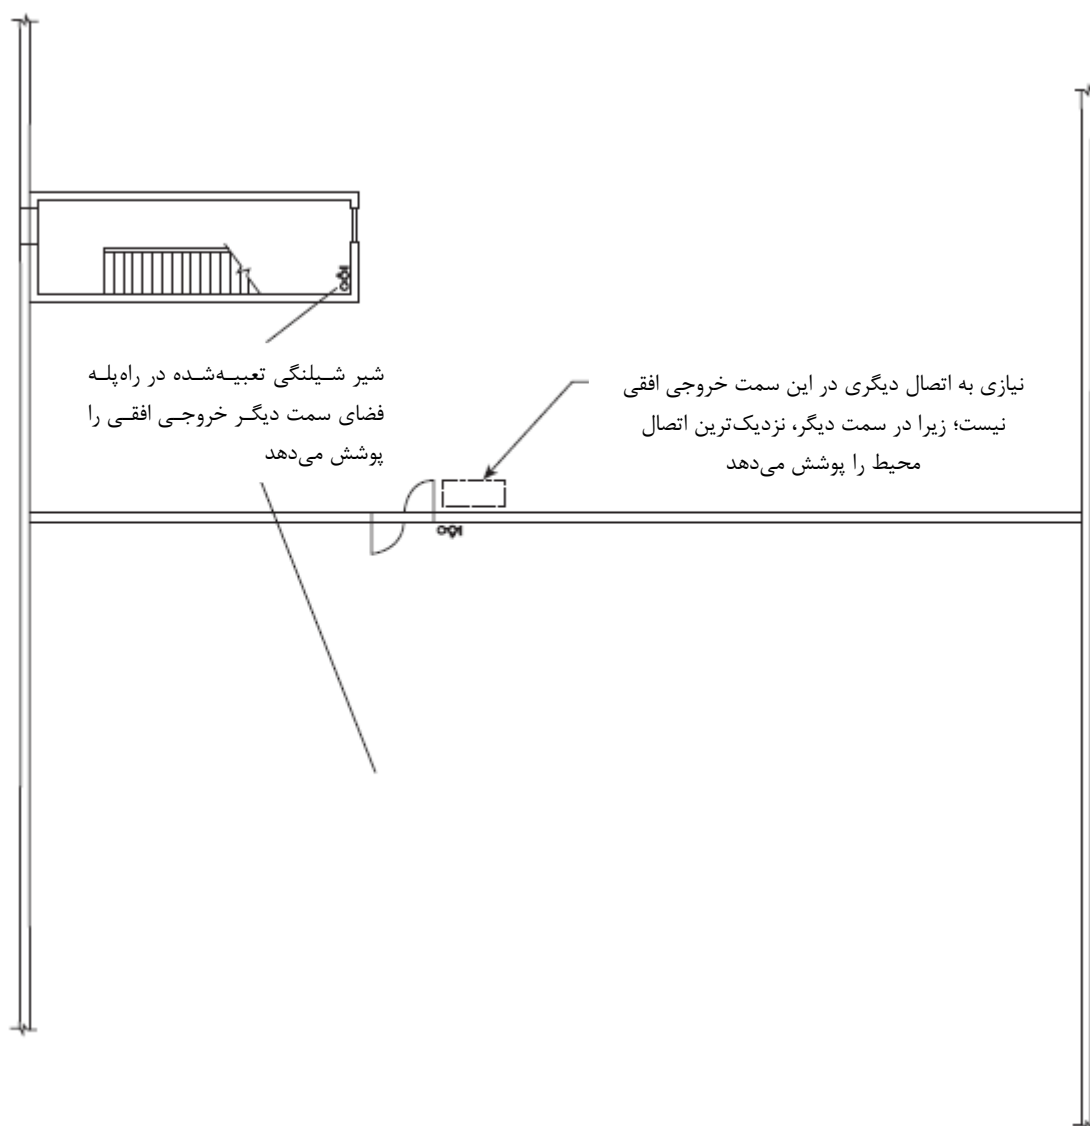 نیازی به اتصال دیگری در این سمت خروجی افقی
نیست؛ زیرا در سمت دیگر، نزدیک‌ترین اتصال
محیط را پوشش می‌دهد
شیر شیلنگی تعبیه‌شده در راه‌پله
فضای سمت دیگر خروجی افقی را
پوشش می‌دهد